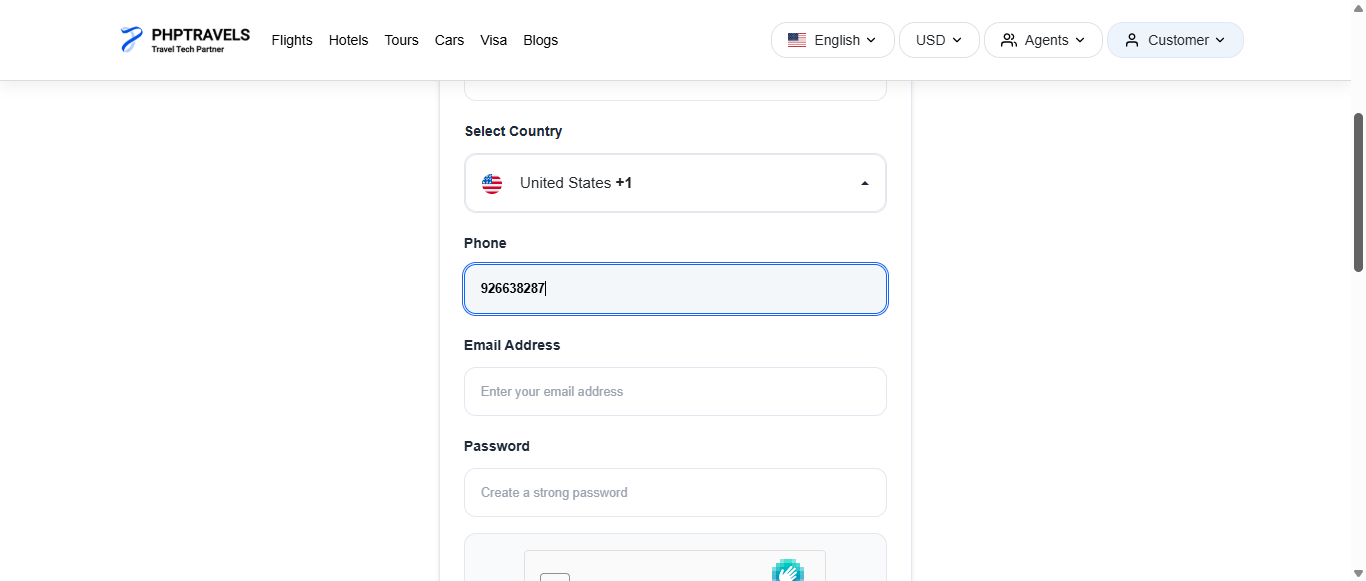 PHPTRAVELS
Travel Tech Partner
Flights Hotels Tours Cars Visa Blogs
English USD Agents Customer
Select Country
United States +1
Phone
926638287
Email Address
Enter your email address
Password
Create a strong password